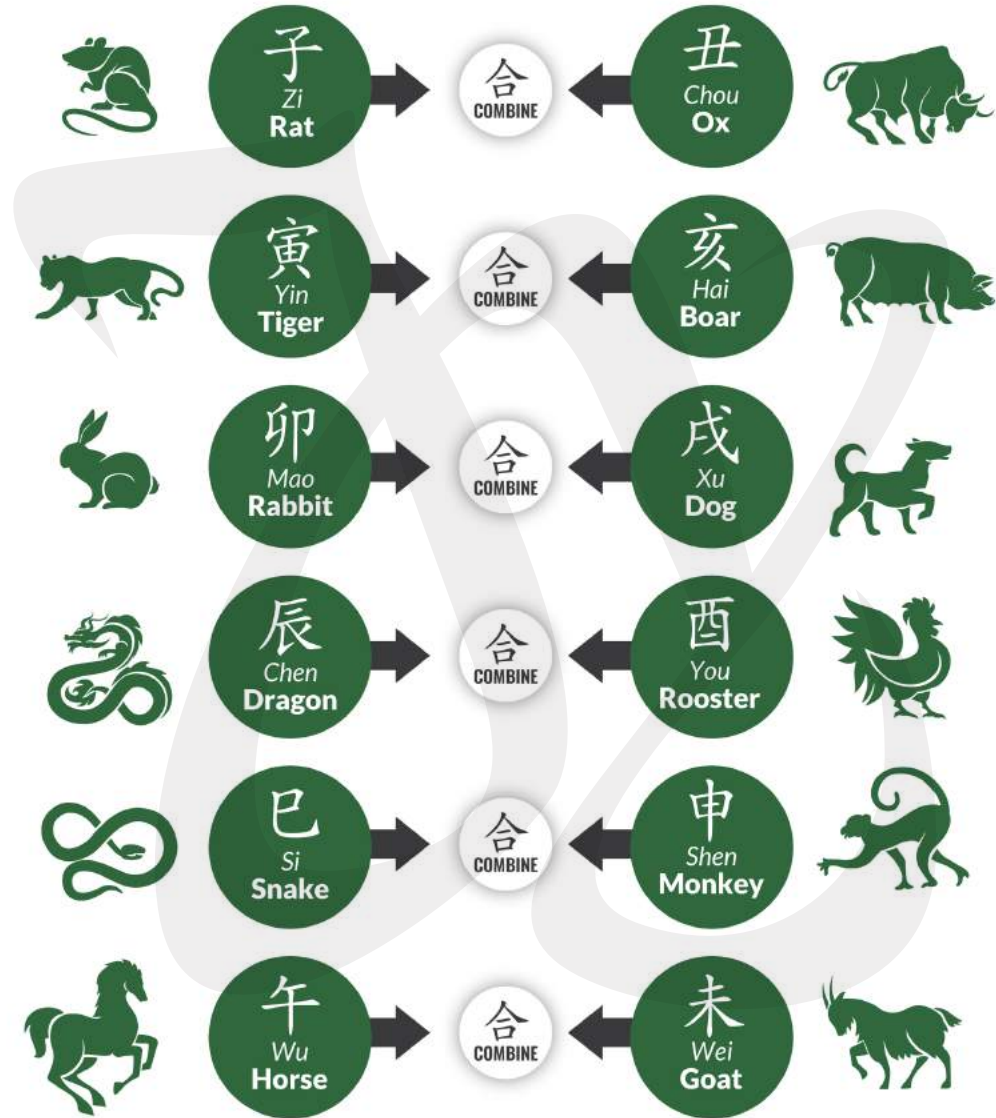 子
Zi
Rat
合
COMBINE
丑
Chou
Ox
寅
Yin
Tiger
合
COMBINE
亥
Hai
Boar
卯
Mao
Rabbit
合
COMBINE
戌
Xu
Dog
辰
Chen
Dragon
合
COMBINE
酉
You
Rooster
巳
Si
Snake
合
COMBINE
申
Shen
Monkey
午
Wu
Horse
合
COMBINE
未
Wei
Goat